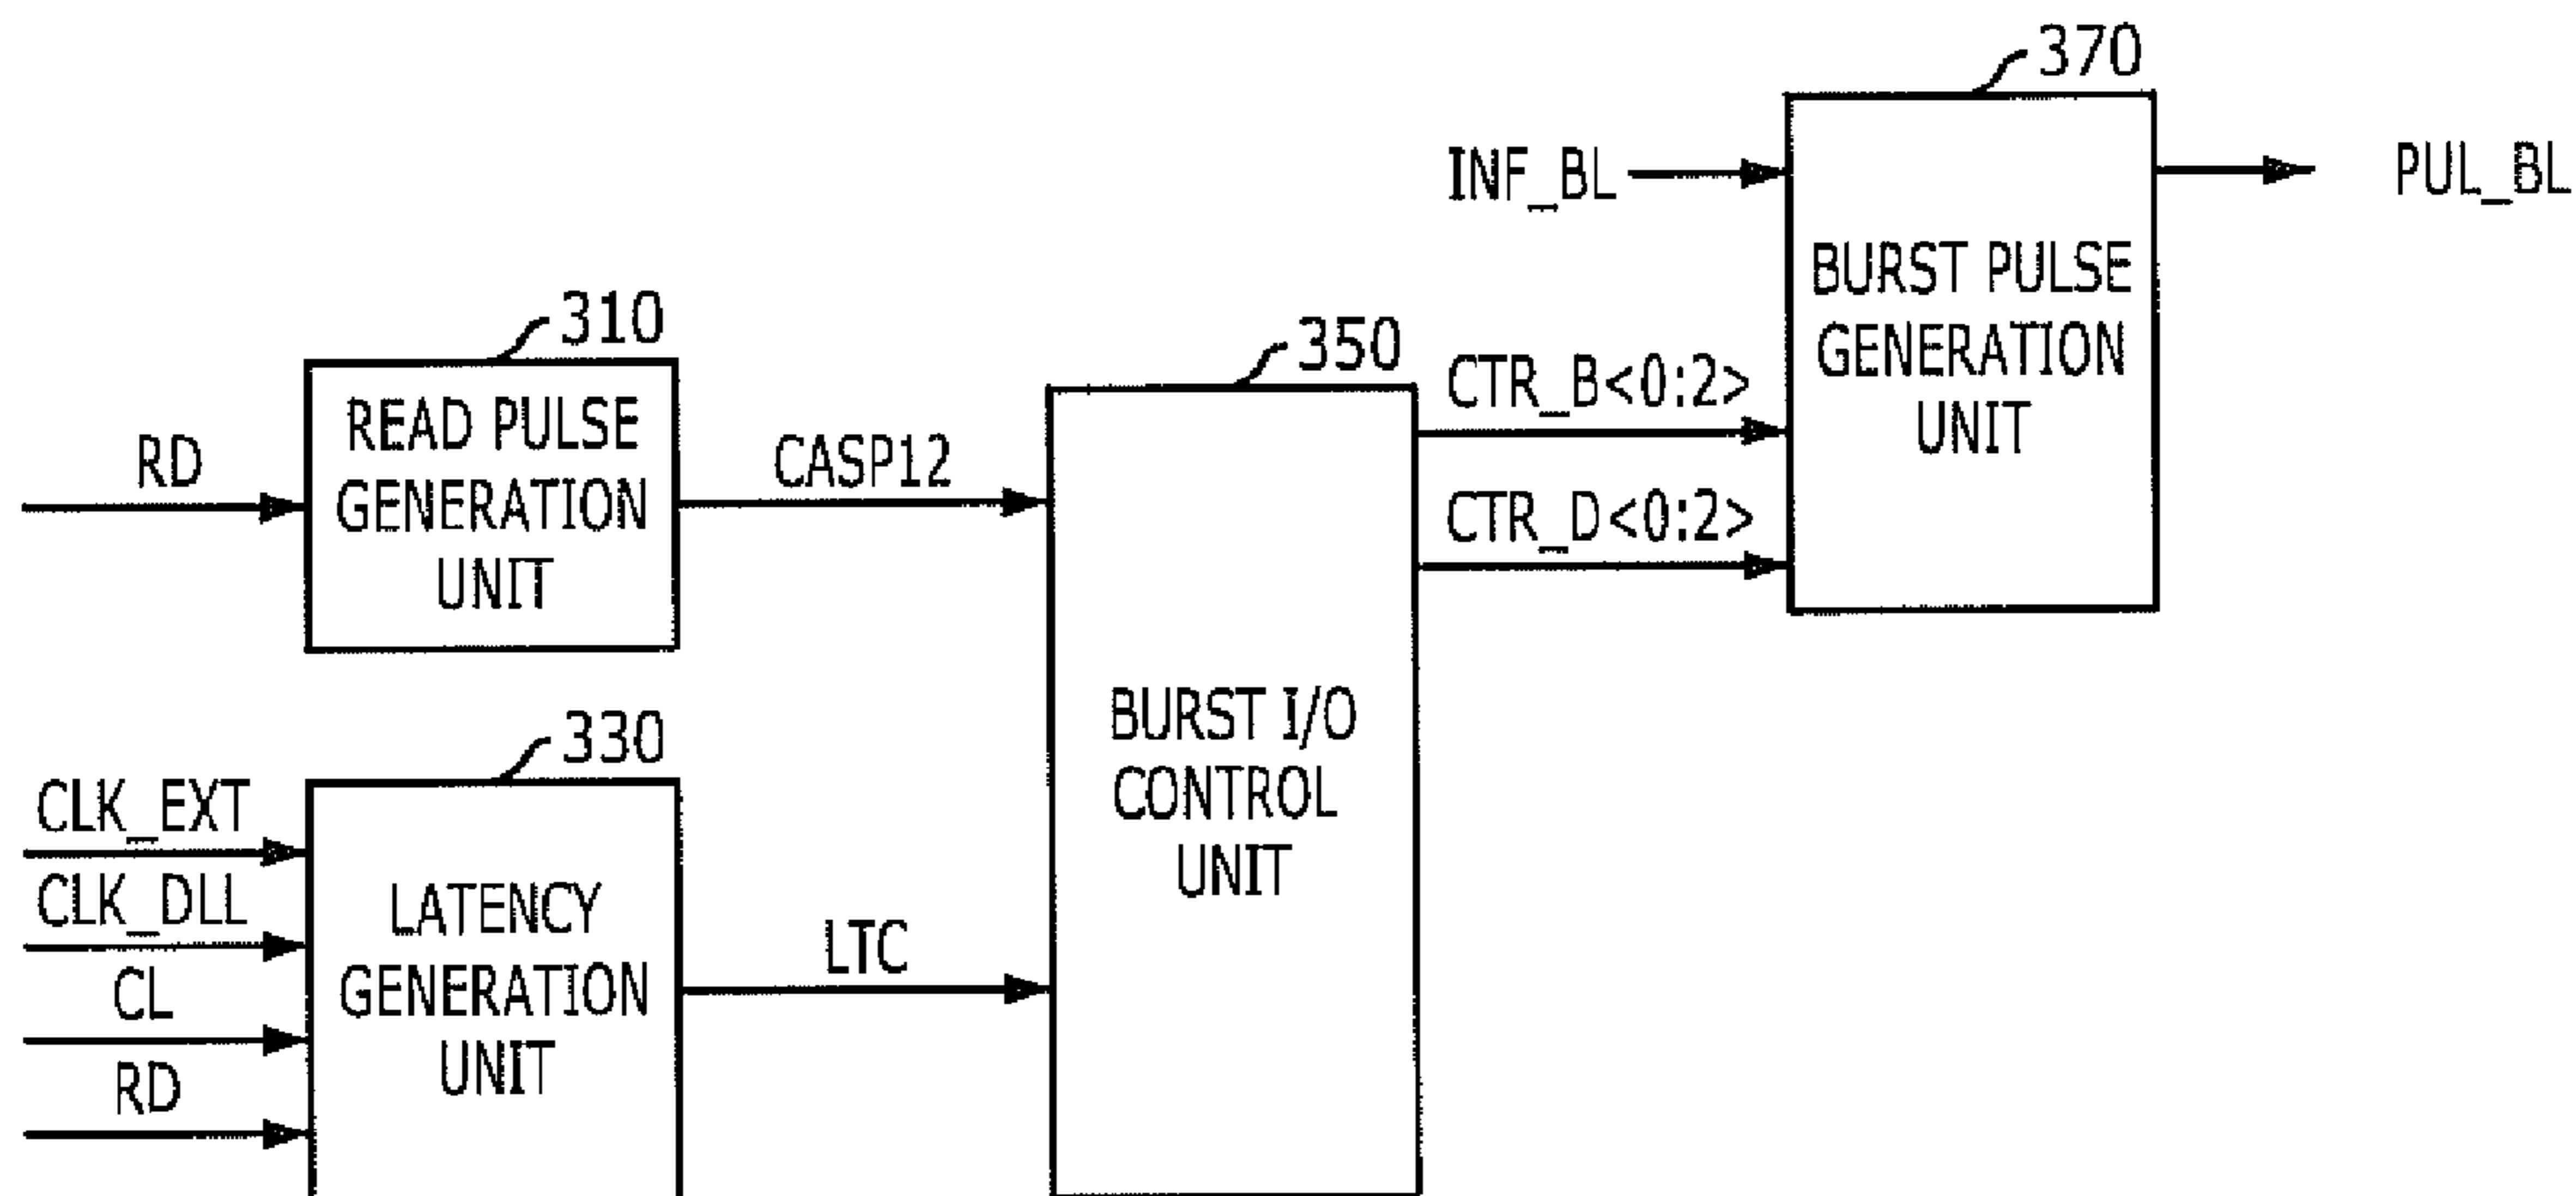 370
INF_BL
PUL_BL
BURST PULSE
GENERATION
UNIT
310
350
CTR_B<0:2>
CTR_D<0:2>
RD
READ PULSE
GENERATION
UNIT
CASP12
BURST I/O
CONTROL
UNIT
330
CLK_EXT
CLK_DLL
CL
RD
LATENCY
GENERATION
UNIT
LTC